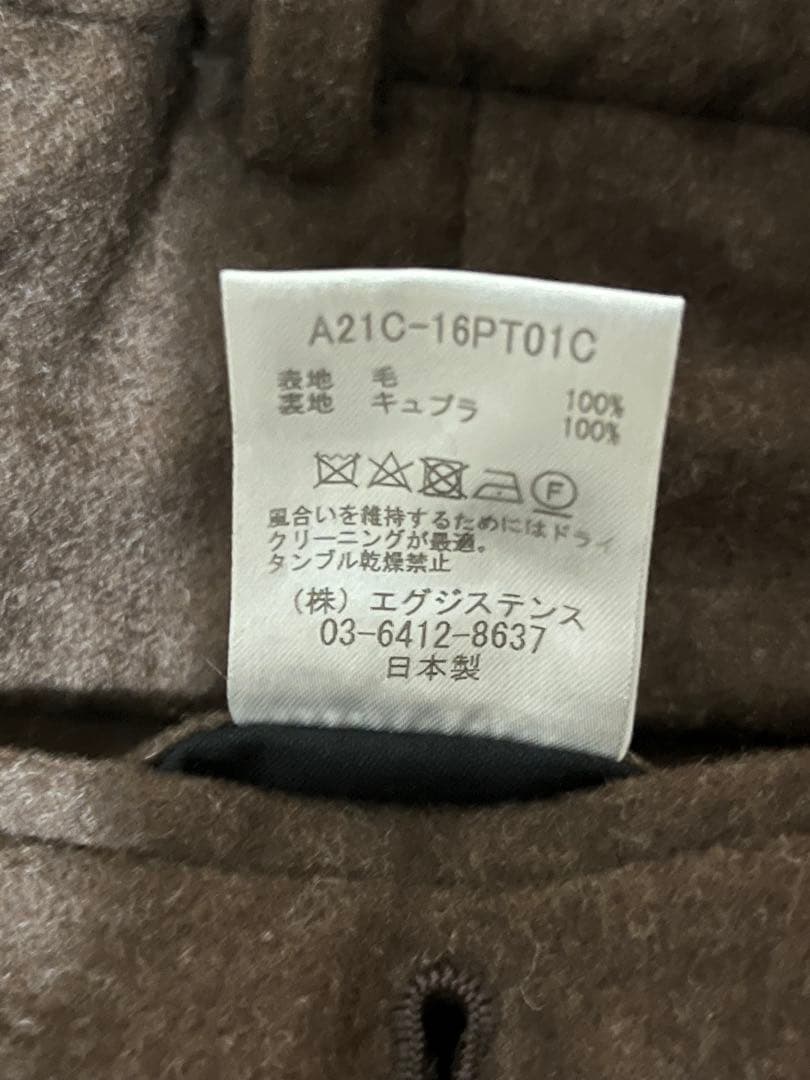 A21C-16PT01C
表地 毛 100%
裏地 キュプラ 100%
F
風合いを維持するためにはドライ
クリーニングが最適。
タンブル乾燥禁止
(株) エグジステンス
03-6412-8637
日本製